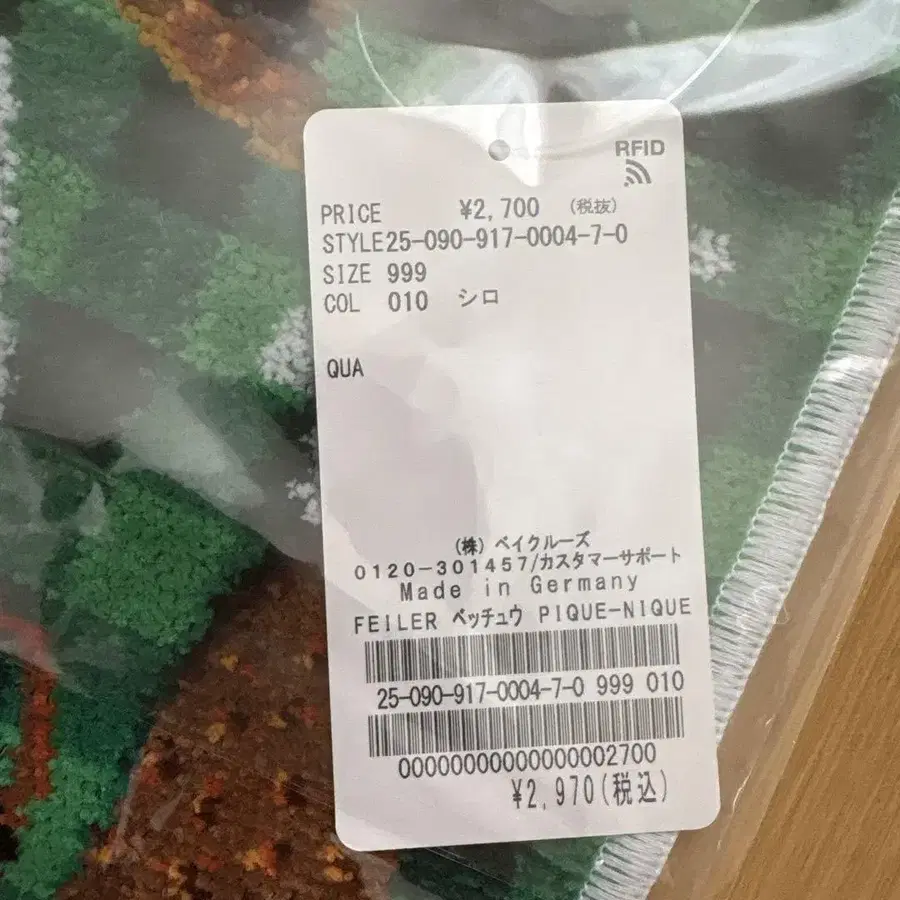 RFID
PRICE ¥2,700 (税抜)
STYLE25-090-917-0004-7-0
SIZE 999
COL 010 シロ
QUA
(株) ベイクルーズ
0120-301457/カスタマーサポート
Made in Germany
FEILER ベッチュウ PIQUE-NIQUE
25-090-917-0004-7-0 999 010
00000000000000002700
¥2,970(税込)